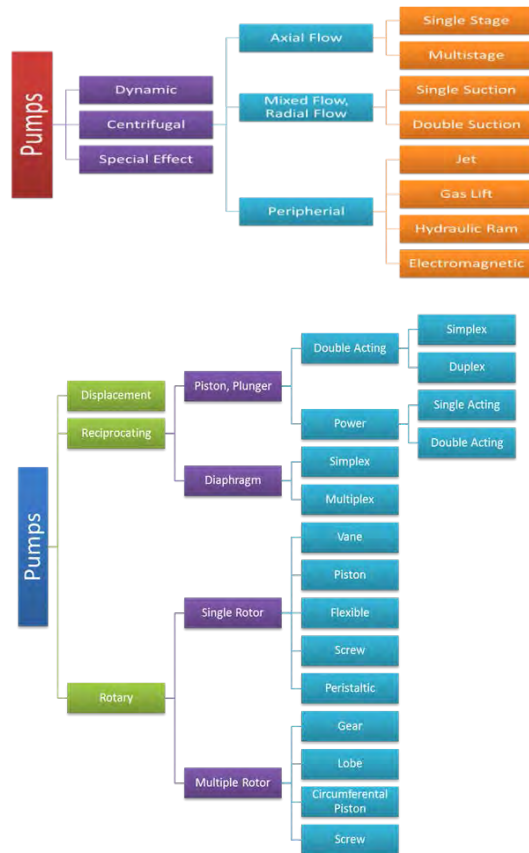 Pumps
Dynamic
Centrifugal
Special Effect
Axial Flow
Mixed Flow,
Radial Flow
Peripherial
Single Stage
Multistage
Single Suction
Double Suction
Jet
Gas Lift
Hydraulic Ram
Electromagnetic
Pumps
Displacement
Reciprocating
Rotary
Piston, Plunger
Diaphragm
Single Rotor
Multiple Rotor
Double Acting
Power
Simplex
Multiplex
Vane
Piston
Flexible
Screw
Peristaltic
Gear
Lobe
Circumferental
Piston
Screw
Simplex
Duplex
Single Acting
Double Acting